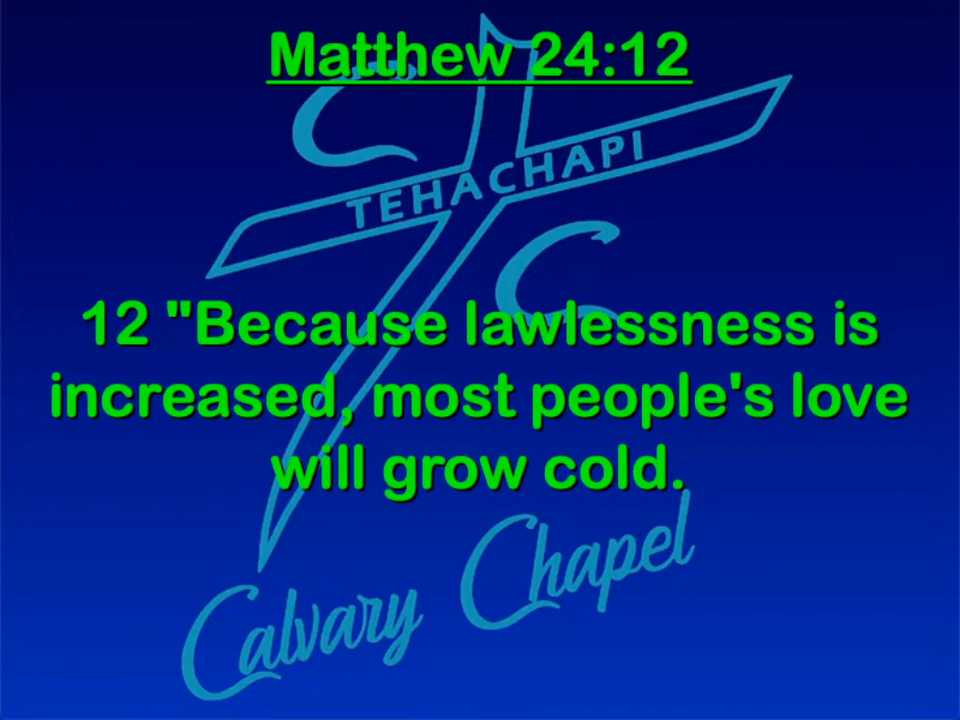 Matthew 24:12
TEHACHAPI
12 "Because lawlessness is
increased, most people's love
will grow cold.
Calvary Chapel